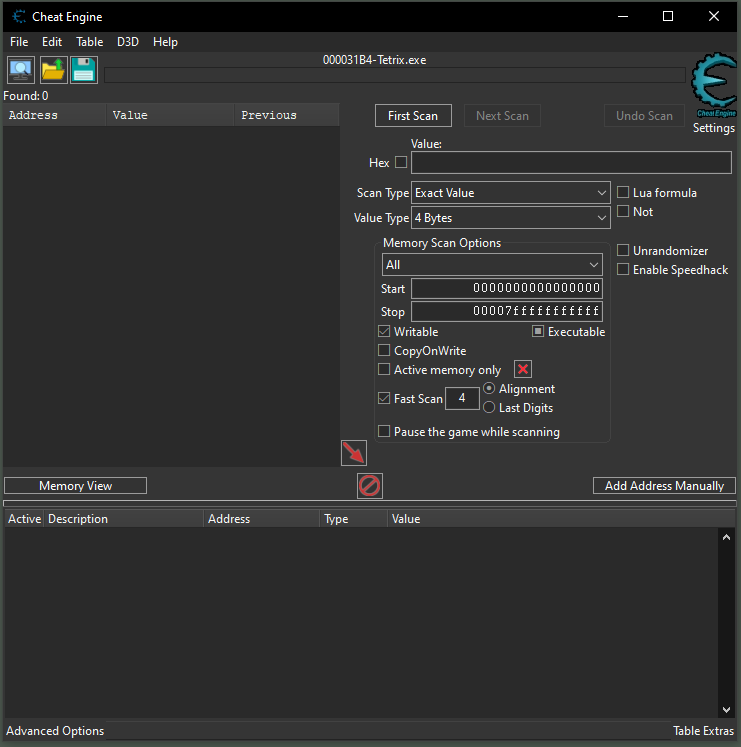 Cheat Engine
File Edit Table D3D Help
000031B4-Tetrix.exe
Found: 0
Address Value Previous
First Scan Next Scan Undo Scan
Cheat Engine
Settings
Value:
Hex
Scan Type Exact Value
Lua formula
Value Type 4 Bytes
Not
Memory Scan Options
All
Unrandomizer
Enable Speedhack
Start 0000000000000000
Stop 00007fffffffffff
Writable Executable
CopyOnWrite
Active memory only
Fast Scan 4 Alignment
Last Digits
Pause the game while scanning
Memory View Add Address Manually
Active Description Address Type Value
Advanced Options Table Extras